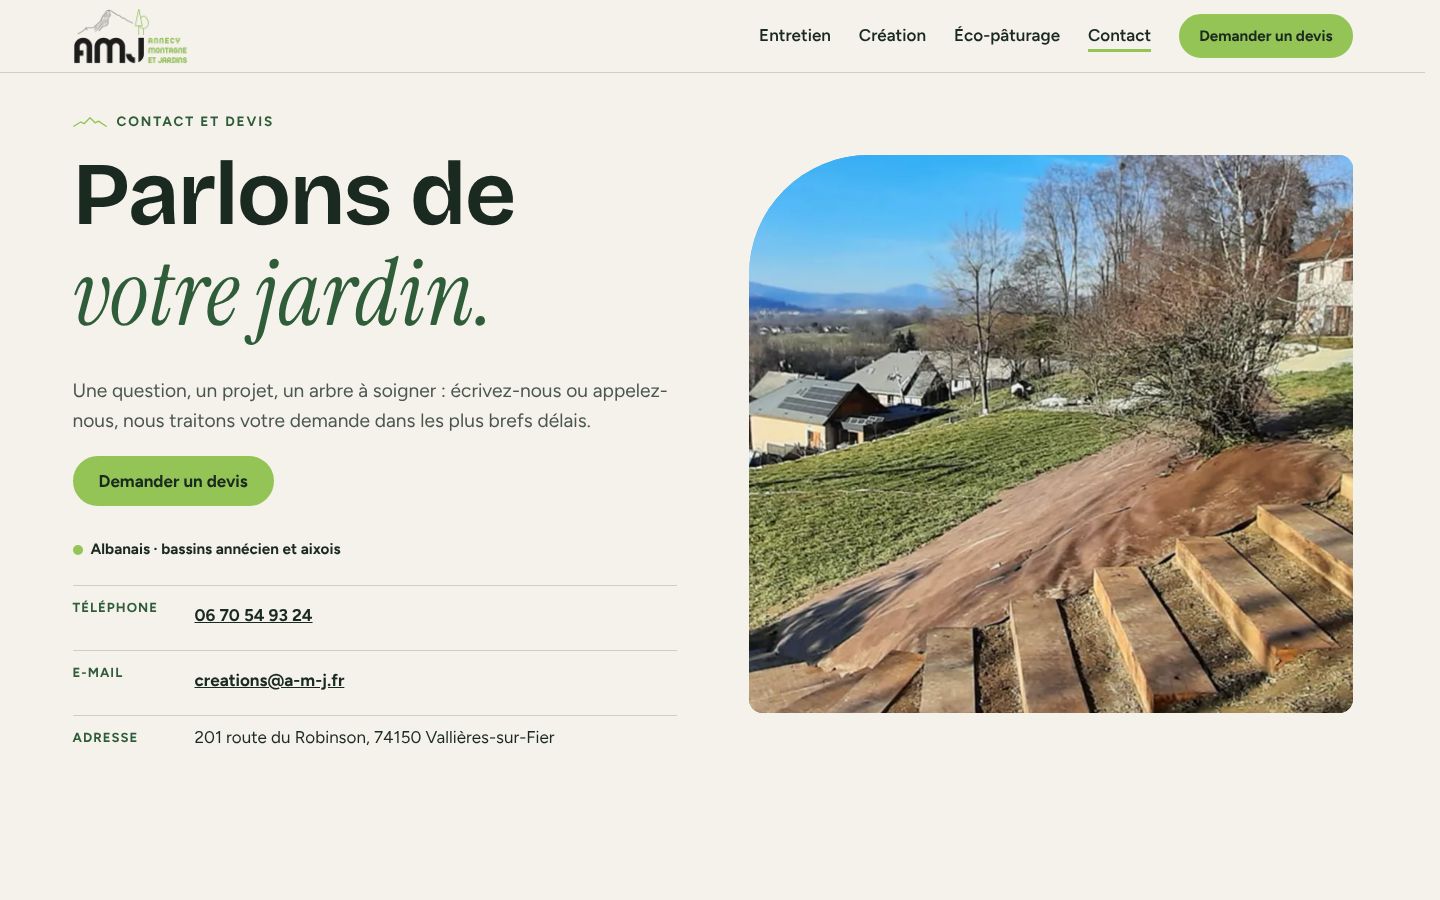 AMJ
ANNECY
MONTAGNE
ET JARDINS
Entretien
Création
Éco-pâturage
Contact
Demander un devis
CONTACT ET DEVIS
Parlons de
votre jardin.
Une question, un projet, un arbre à soigner : écrivez-nous ou appelez-
nous, nous traitons votre demande dans les plus brefs délais.
Demander un devis
Albanais · bassins annécien et aixois
TÉLÉPHONE
06 70 54 93 24
E-MAIL
creations@a-m-j.fr
ADRESSE
201 route du Robinson, 74150 Vallières-sur-Fier